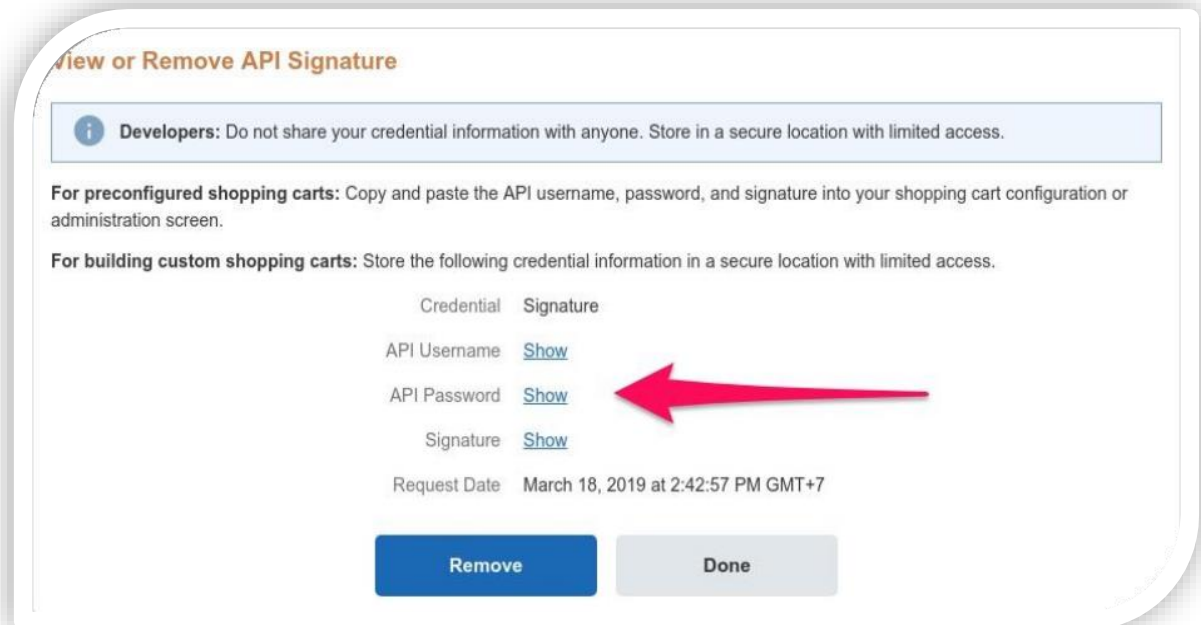 View or Remove API Signature
Developers: Do not share your credential information with anyone. Store in a secure location with limited access.
For preconfigured shopping carts: Copy and paste the API username, password, and signature into your shopping cart configuration or
administration screen.
For building custom shopping carts: Store the following credential information in a secure location with limited access.
Credential Signature
API Username Show
API Password Show
Signature Show
Request Date March 18, 2019 at 2:42:57 PM GMT+7
Remove Done